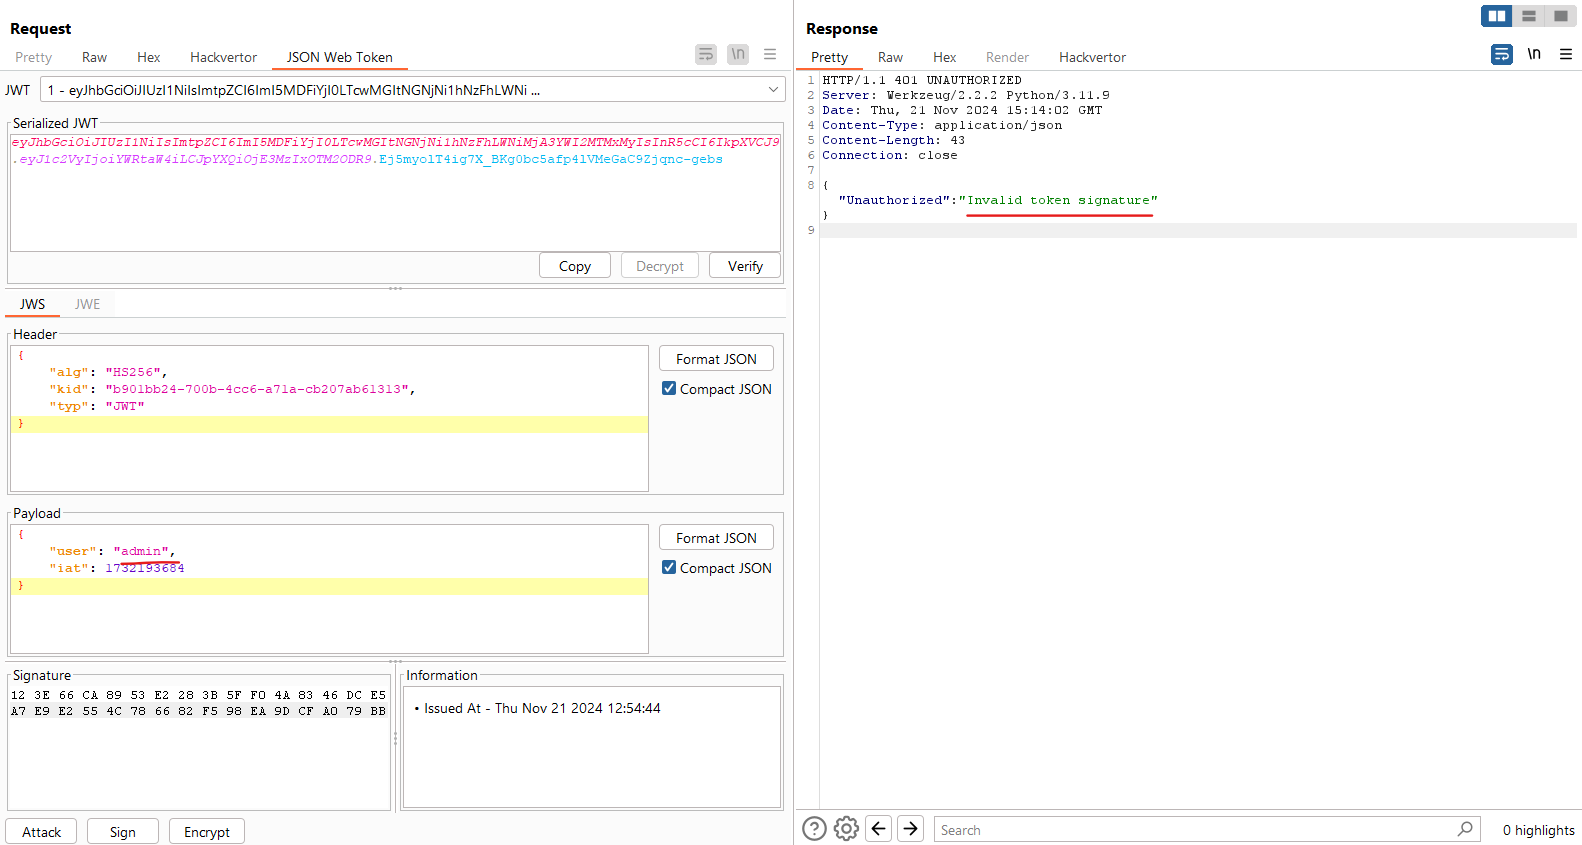 Request
Pretty Raw Hex Hackvertor JSON Web Token \n
JWT 1 - eyJhbGciOiJIUzI1NiIsImtpZCI6ImI5MDFiYjI0LTcwMGItNGNjNi1hNzFhLWNi ...
Serialized JWT
eyJhbGciOiJIUzI1NiIsImtpZCI6ImI5MDFiYjI0LTcwMGItNGNjNi1hNzFhLWNiMjA3YWI2MTMxMyIsInR5cCI6IkpXVCJ9
.eyJ1c2VyIjoiYWRtaW4iLCJpYXQiOjE3MzIxOTM2ODR9.Ej5myolT4ig7X_BKg0bc5afp4lVMeGaC9Zjqnc-gebs
Copy Decrypt Verify
JWS JWE
Header
{
"alg": "HS256",
"kid": "b901bb24-700b-4cc6-a71a-cb207ab61313",
"typ": "JWT"
}
Format JSON
Compact JSON
Payload
{
"user": "admin",
"iat": 1732193684
}
Format JSON
Compact JSON
Signature
12 3E 66 CA 89 53 E2 28 3B 5F F0 4A 83 46 DC E5
A7 E9 E2 55 4C 78 66 82 F5 98 EA 9D CF A0 79 BB
Information
• Issued At - Thu Nov 21 2024 12:54:44
Attack Sign Encrypt
Response
Pretty Raw Hex Render Hackvertor \n
1 HTTP/1.1 401 UNAUTHORIZED
2 Server: Werkzeug/2.2.2 Python/3.11.9
3 Date: Thu, 21 Nov 2024 15:14:02 GMT
4 Content-Type: application/json
5 Content-Length: 43
6 Connection: close
7
8 {
"Unauthorized":"Invalid token signature"
}
9
? Search 0 highlights